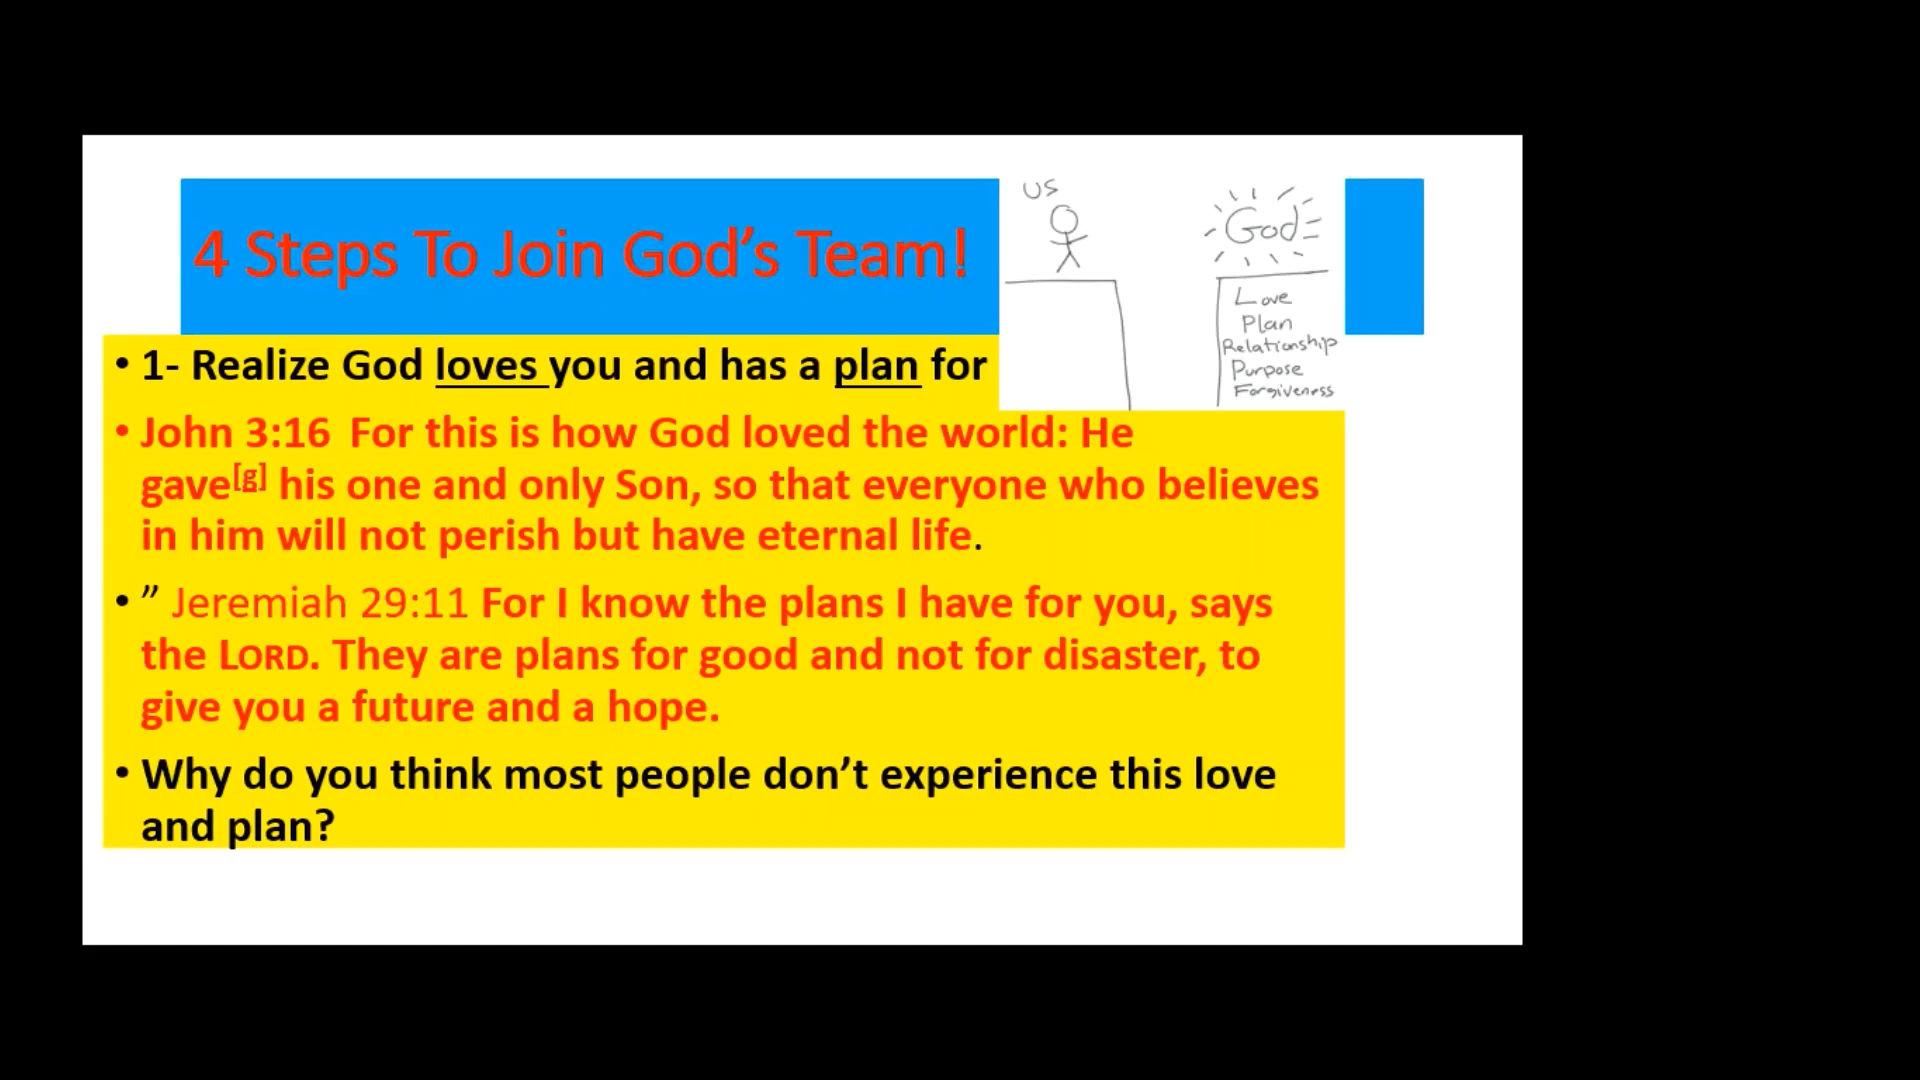 4 Steps To Join God’s Team!
US
God
Love
Plan
Relationship
Purpose
Forgiveness
• 1- Realize God loves you and has a plan for
• John 3:16 For this is how God loved the world: He
gave[g] his one and only Son, so that everyone who believes
in him will not perish but have eternal life.
• ” Jeremiah 29:11 For I know the plans I have for you, says
the LORD. They are plans for good and not for disaster, to
give you a future and a hope.
• Why do you think most people don’t experience this love
and plan?